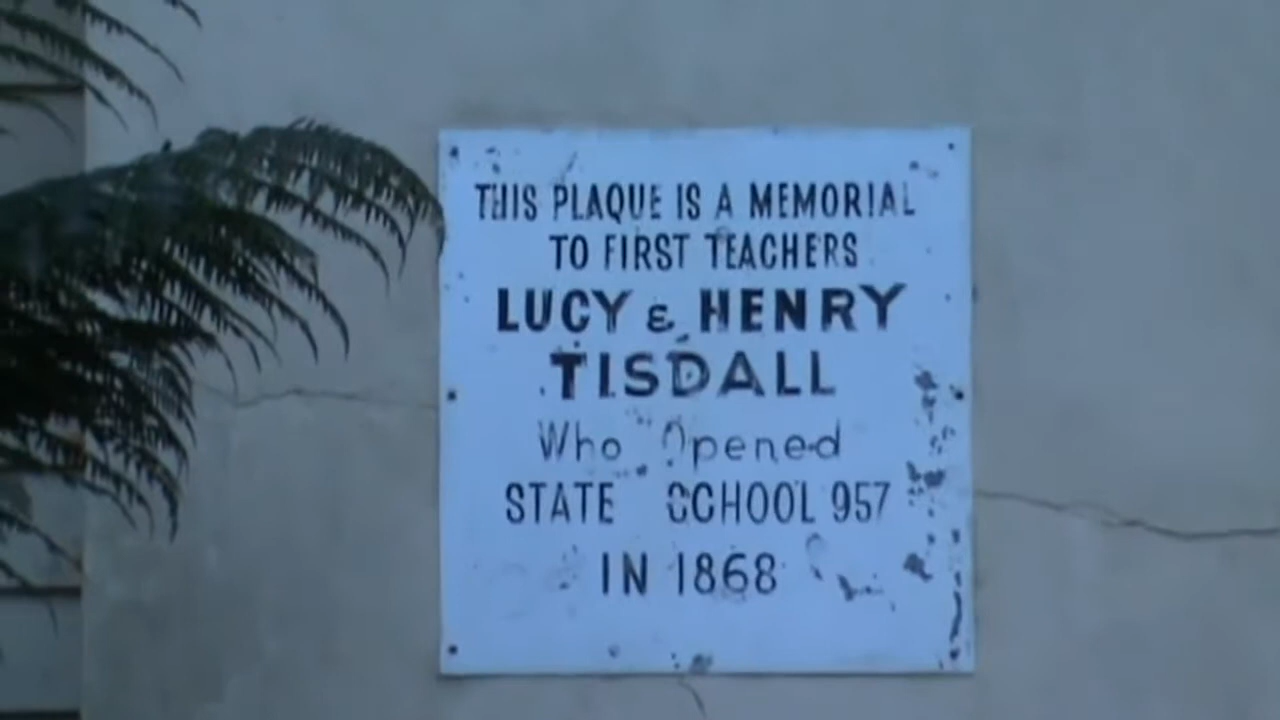 THIS PLAQUE IS A MEMORIAL
TO FIRST TEACHERS
LUCY & HENRY
TISDALL
Who Opened
STATE SCHOOL 957
IN 1868